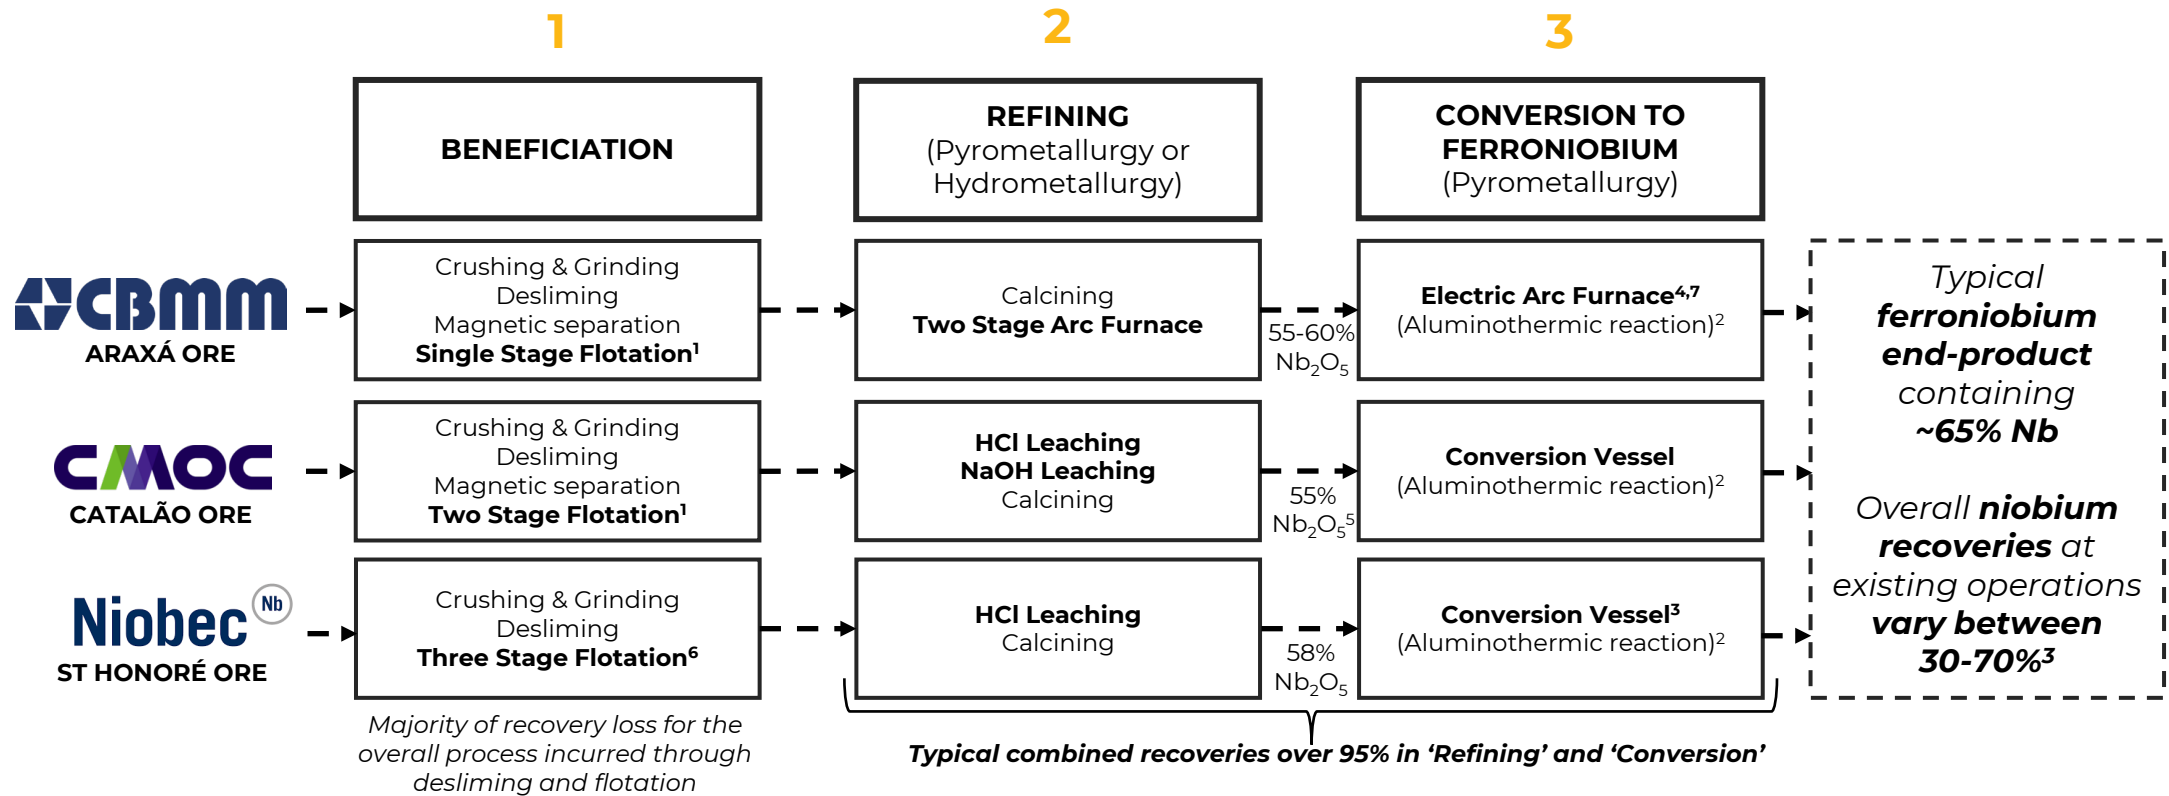 1
2
3
BENEFICIATION
REFINING
(Pyrometallurgy or
Hydrometallurgy)
CONVERSION TO
FERRONIOBIUM
(Pyrometallurgy)
CBMM
ARAXÁ ORE
Crushing & Grinding
Desliming
Magnetic separation
Single Stage Flotation¹
Calcining
Two Stage Arc Furnace
55-60%
Nb₂O₅
Electric Arc Furnace⁴,⁷
(Aluminothermic reaction)²
CMOC
CATALÃO ORE
Crushing & Grinding
Desliming
Magnetic separation
Two Stage Flotation¹
HCl Leaching
NaOH Leaching
Calcining
55%
Nb₂O₅⁵
Conversion Vessel
(Aluminothermic reaction)²
Niobec Nb
ST HONORÉ ORE
Crushing & Grinding
Desliming
Three Stage Flotation⁶
HCl Leaching
Calcining
58%
Nb₂O₅
Conversion Vessel³
(Aluminothermic reaction)²
Typical
ferroniobium
end-product
containing
~65% Nb
Overall niobium
recoveries at
existing operations
vary between
30-70%³
Majority of recovery loss for the
overall process incurred through
desliming and flotation
Typical combined recoveries over 95% in ‘Refining’ and ‘Conversion’